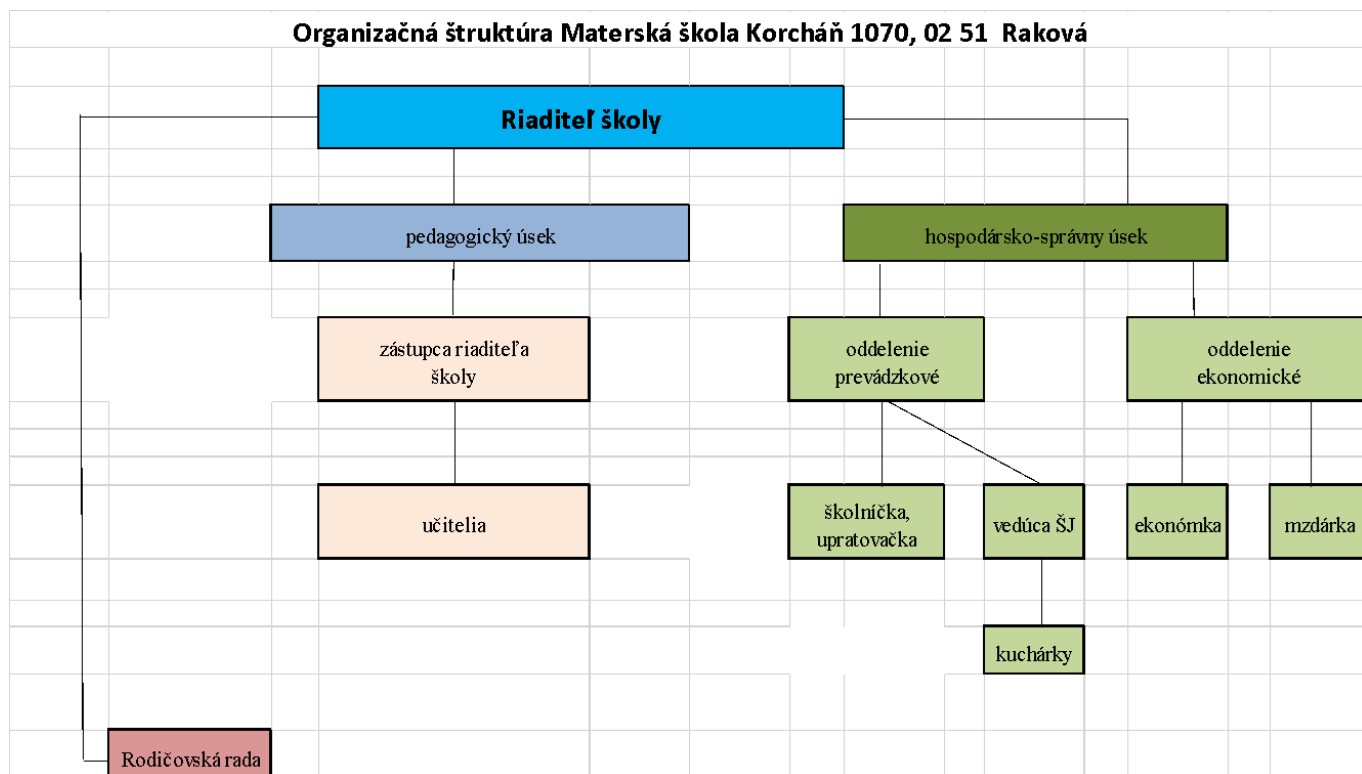 Organizačná štruktúra Materská škola Korcháň 1070, 02 51  Raková
Riaditeľ školy
pedagogický úsek
hospodársko-správny úsek
zástupca riaditeľa
školy
oddelenie
prevádzkové
oddelenie
ekonomické
učitelia
školníčka,
upratovačka
vedúca ŠJ
ekonómka
mzdárka
kuchárky
Rodičovská rada